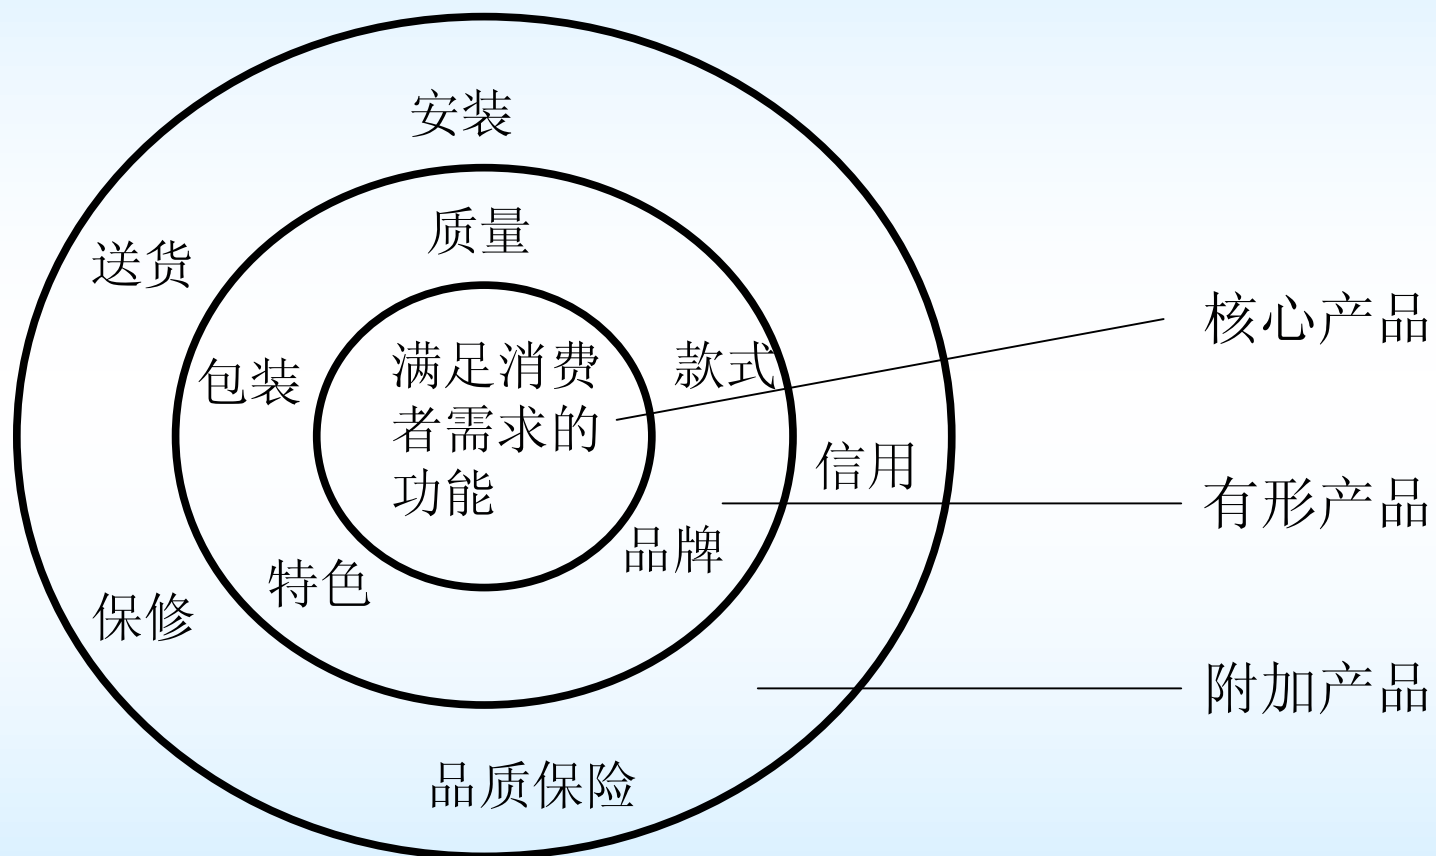 安装
质量
送货
核心产品
满足消费
者需求的
功能
款式
包装
信用
有形产品
品牌
特色
保修
附加产品
品质保险